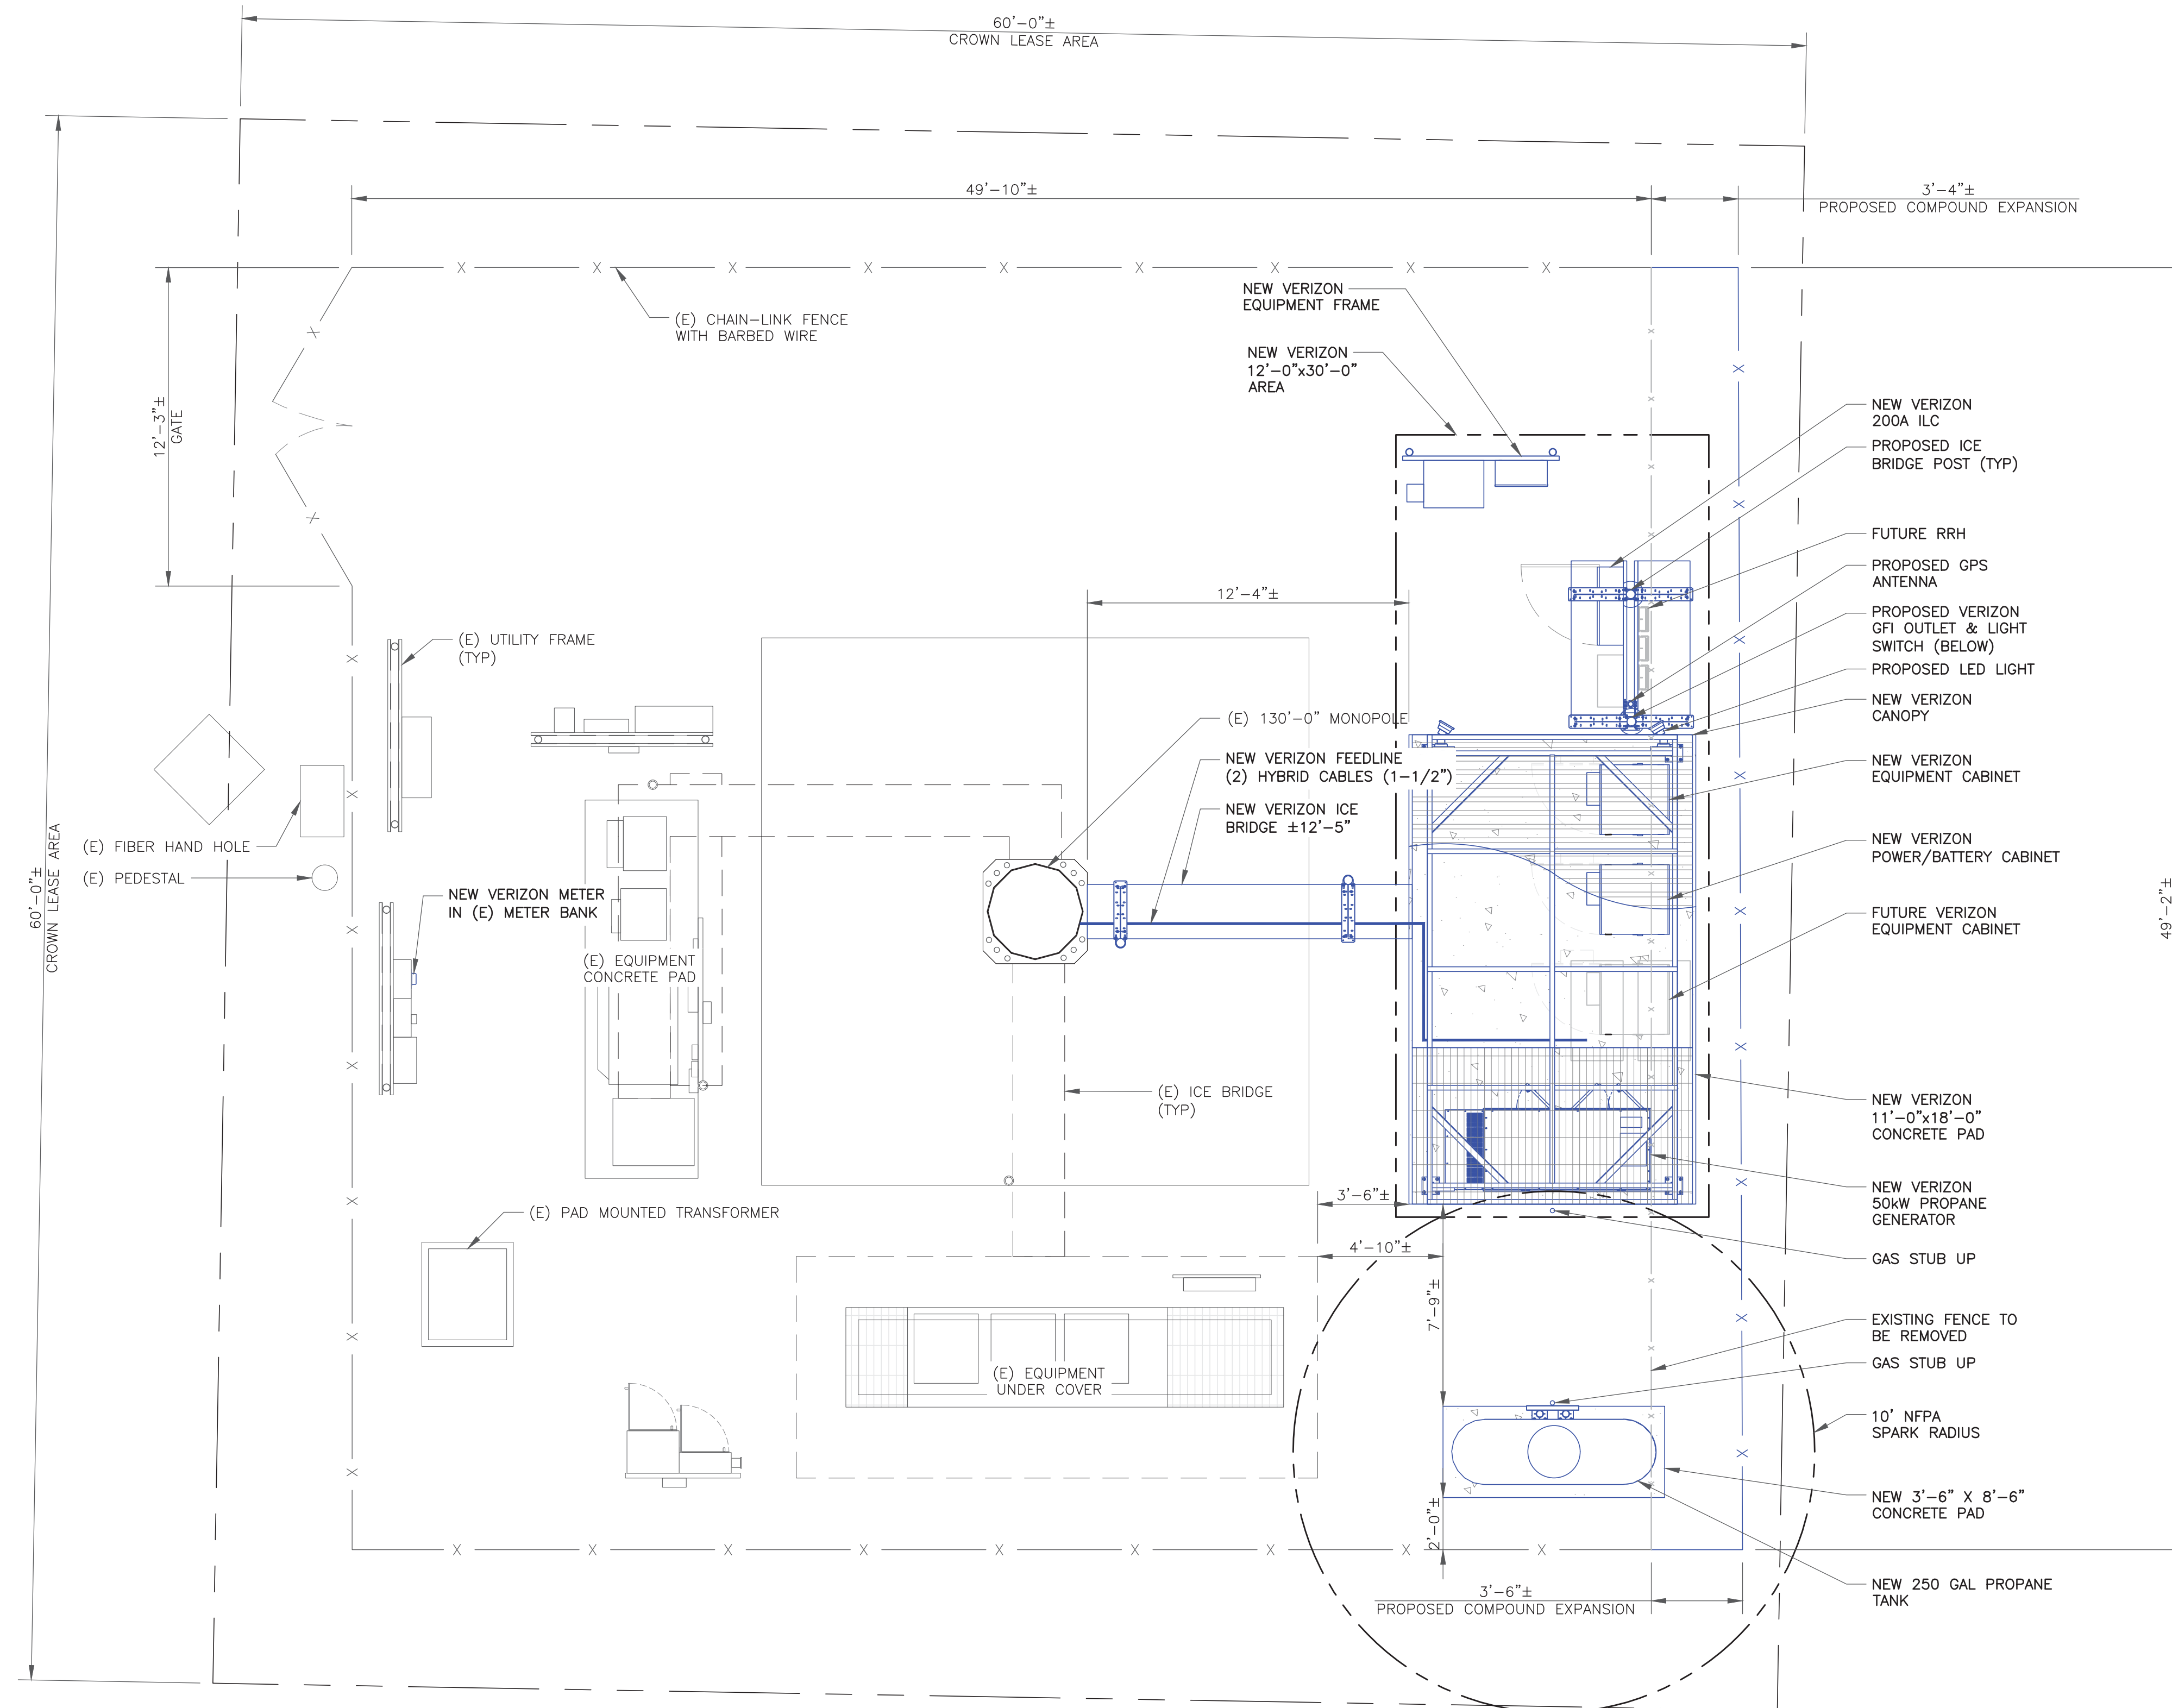 60'-0"±
CROWN LEASE AREA
49'-10"±
3'-4"±
PROPOSED COMPOUND EXPANSION
12'-3"±
GATE
(E) CHAIN-LINK FENCE
WITH BARBED WIRE
NEW VERIZON
EQUIPMENT FRAME
NEW VERIZON
12'-0"x30'-0"
AREA
NEW VERIZON
200A ILC
PROPOSED ICE
BRIDGE POST (TYP)
FUTURE RRH
PROPOSED GPS
ANTENNA
PROPOSED VERIZON
GFI OUTLET & LIGHT
SWITCH (BELOW)
PROPOSED LED LIGHT
NEW VERIZON
CANOPY
NEW VERIZON
EQUIPMENT CABINET
NEW VERIZON
POWER/BATTERY CABINET
FUTURE VERIZON
EQUIPMENT CABINET
NEW VERIZON
11'-0"x18'-0"
CONCRETE PAD
NEW VERIZON
50kW PROPANE
GENERATOR
GAS STUB UP
EXISTING FENCE TO
BE REMOVED
GAS STUB UP
10' NFPA
SPARK RADIUS
NEW 3'-6" X 8'-6"
CONCRETE PAD
NEW 250 GAL PROPANE
TANK
12'-4"±
(E) UTILITY FRAME
(TYP)
(E) 130'-0" MONOPOLE
NEW VERIZON FEEDLINE
(2) HYBRID CABLES (1-1/2")
NEW VERIZON ICE
BRIDGE ±12'-5"
(E) FIBER HAND HOLE
(E) PEDESTAL
60'-0"±
CROWN LEASE AREA
NEW VERIZON METER
IN (E) METER BANK
(E) EQUIPMENT
CONCRETE PAD
49'-2"±
(E) ICE BRIDGE
(TYP)
3'-6"±
(E) PAD MOUNTED TRANSFORMER
4'-10"±
7'-9"±
(E) EQUIPMENT
UNDER COVER
2'-0"±
3'-6"±
PROPOSED COMPOUND EXPANSION
X X X X X X X X X
X X X X X X X X X